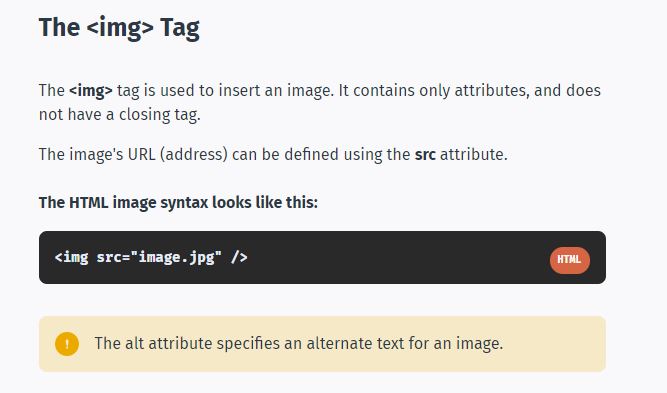 The <img> Tag
The <img> tag is used to insert an image. It contains only attributes, and does
not have a closing tag.
The image's URL (address) can be defined using the src attribute.
The HTML image syntax looks like this:
<img src="image.jpg" />
HTML
! The alt attribute specifies an alternate text for an image.